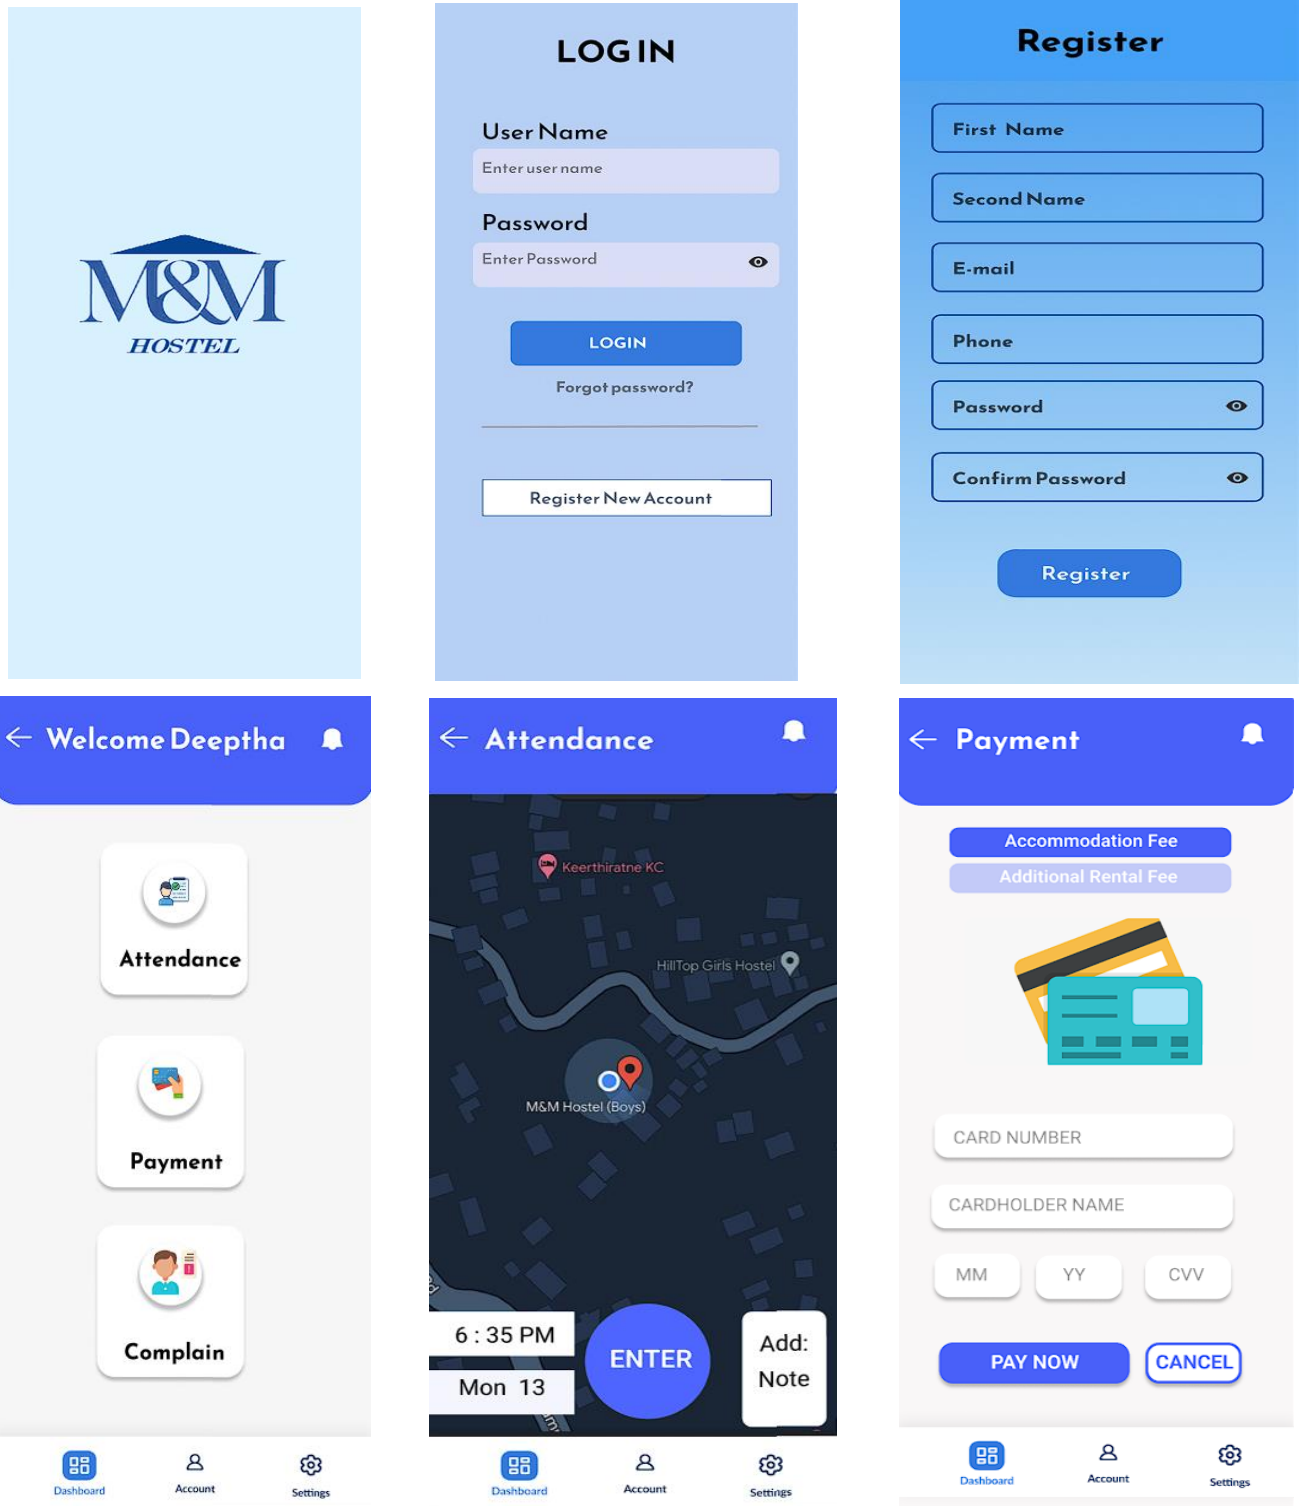 M&M
HOSTEL
LOGIN
User Name
Enter user name
Password
Enter Password
LOGIN
Forgot password?
Register New Account
Register
First Name
Second Name
E-mail
Phone
Password
Confirm Password
Register
Welcome Deeptha
Attendance
Payment
Complain
Dashboard
Account
Settings
Attendance
Keerthiratne KC
HillTop Girls Hostel
M&M Hostel (Boys)
6 : 35 PM
Mon 13
ENTER
Add:
Note
Dashboard
Account
Settings
Payment
Accommodation Fee
Additional Rental Fee
CARD NUMBER
CARDHOLDER NAME
MM
YY
CVV
PAY NOW
CANCEL
Dashboard
Account
Settings